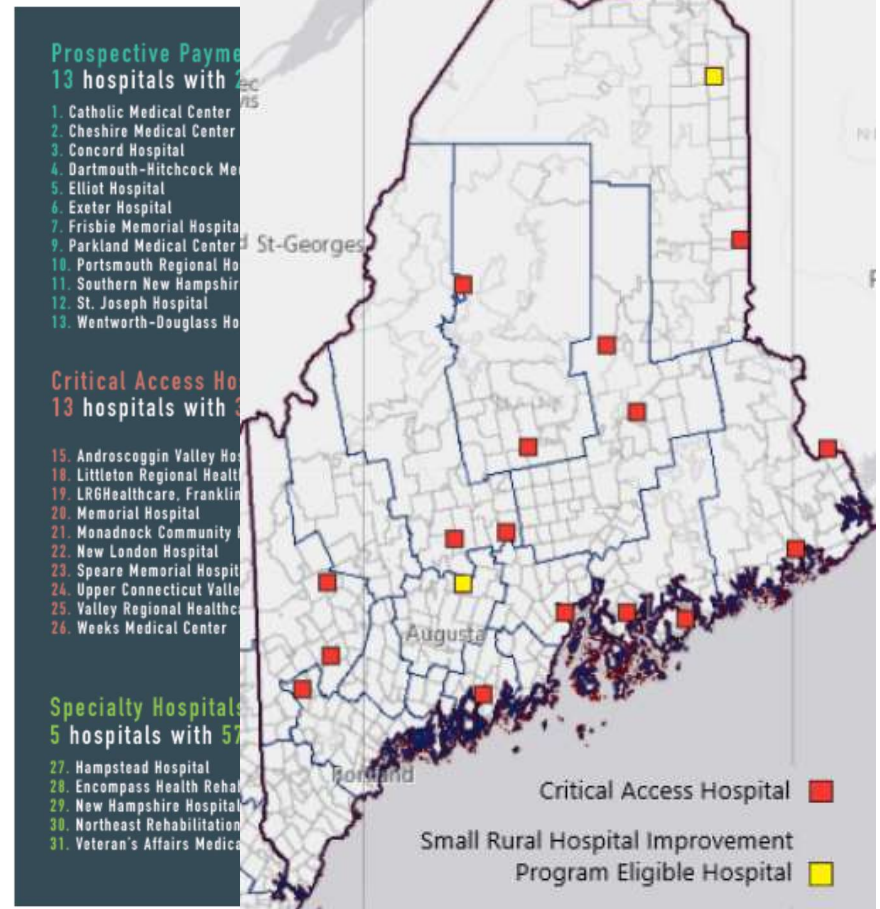 Prospective Payme
13 hospitals with 2
1. Catholic Medical Center
2. Cheshire Medical Center
3. Concord Hospital
4. Dartmouth-Hitchcock Me
5. Elliot Hospital
6. Exeter Hospital
7. Frisbie Memorial Hospita
9. Parkland Medical Center
10. Portsmouth Regional Ho
11. Southern New Hampshir
12. St. Joseph Hospital
13. Wentworth-Douglass Ho
Critical Access Ho
13 hospitals with 3
15. Androscoggin Valley Hos
18. Littleton Regional Healt
19. LRGHealthcare, Franklin
20. Memorial Hospital
21. Monadnock Community H
22. New London Hospital
23. Speare Memorial Hospit
24. Upper Connecticut Valle
25. Valley Regional Healthca
26. Weeks Medical Center
Specialty Hospitals
5 hospitals with 57
27. Hampstead Hospital
28. Encompass Health Rehal
29. New Hampshire Hospital
30. Northeast Rehabilitation
31. Veteran's Affairs Medica
St-Georges
MAINE
Augusta
Portland
Critical Access Hospital
Small Rural Hospital Improvement
Program Eligible Hospital